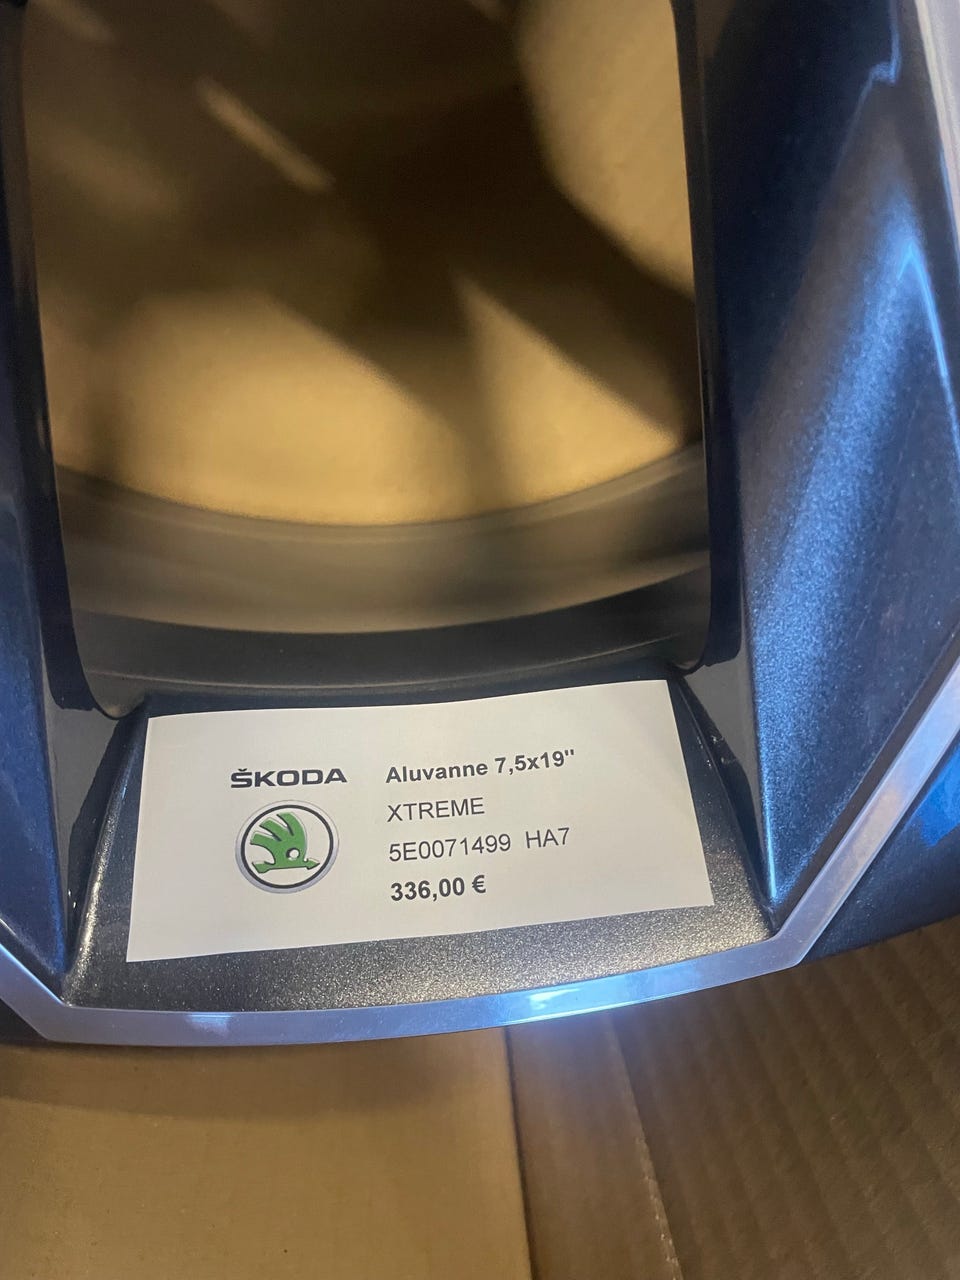 ŠKODA
Aluvanne 7,5x19"
XTREME
5E0071499 HA7
336,00 €